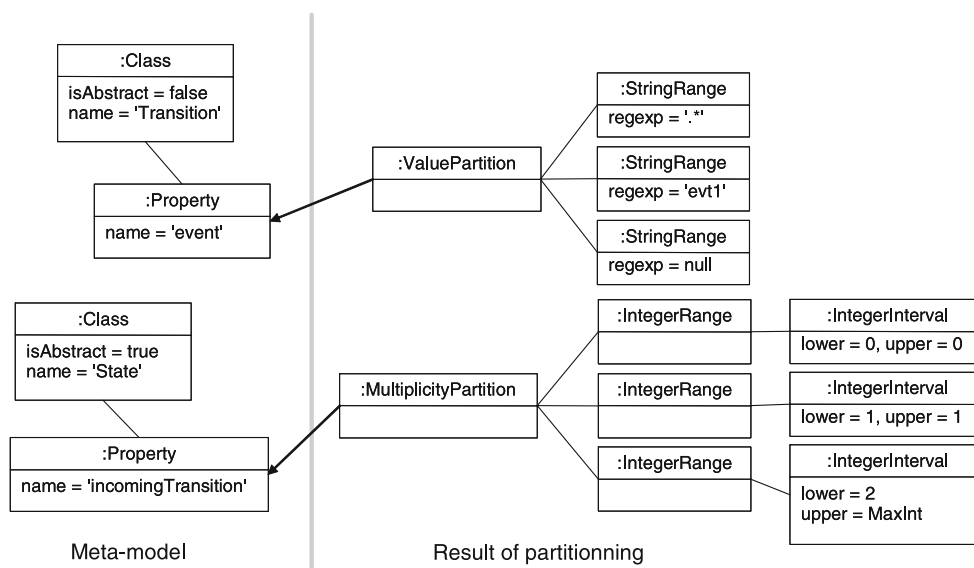 :Class
isAbstract = false
name = 'Transition'
:Property
name = 'event'
:ValuePartition
:StringRange
regexp = '.*'
:StringRange
regexp = 'evt1'
:StringRange
regexp = null
:Class
isAbstract = true
name = 'State'
:Property
name = 'incomingTransition'
:MultiplicityPartition
:IntegerRange
:IntegerInterval
lower = 0, upper = 0
:IntegerRange
:IntegerInterval
lower = 1, upper = 1
:IntegerRange
:IntegerInterval
lower = 2
upper = MaxInt
Meta-model
Result of partitionning